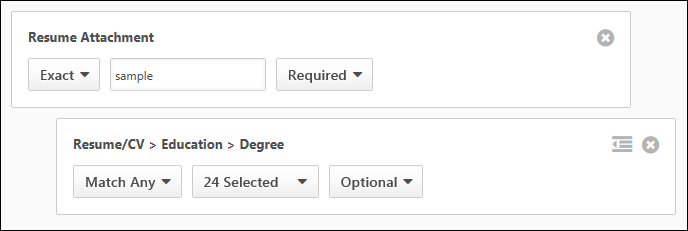 Resume Attachment
Exact sample Required
Resume/CV > Education > Degree
Match Any 24 Selected Optional